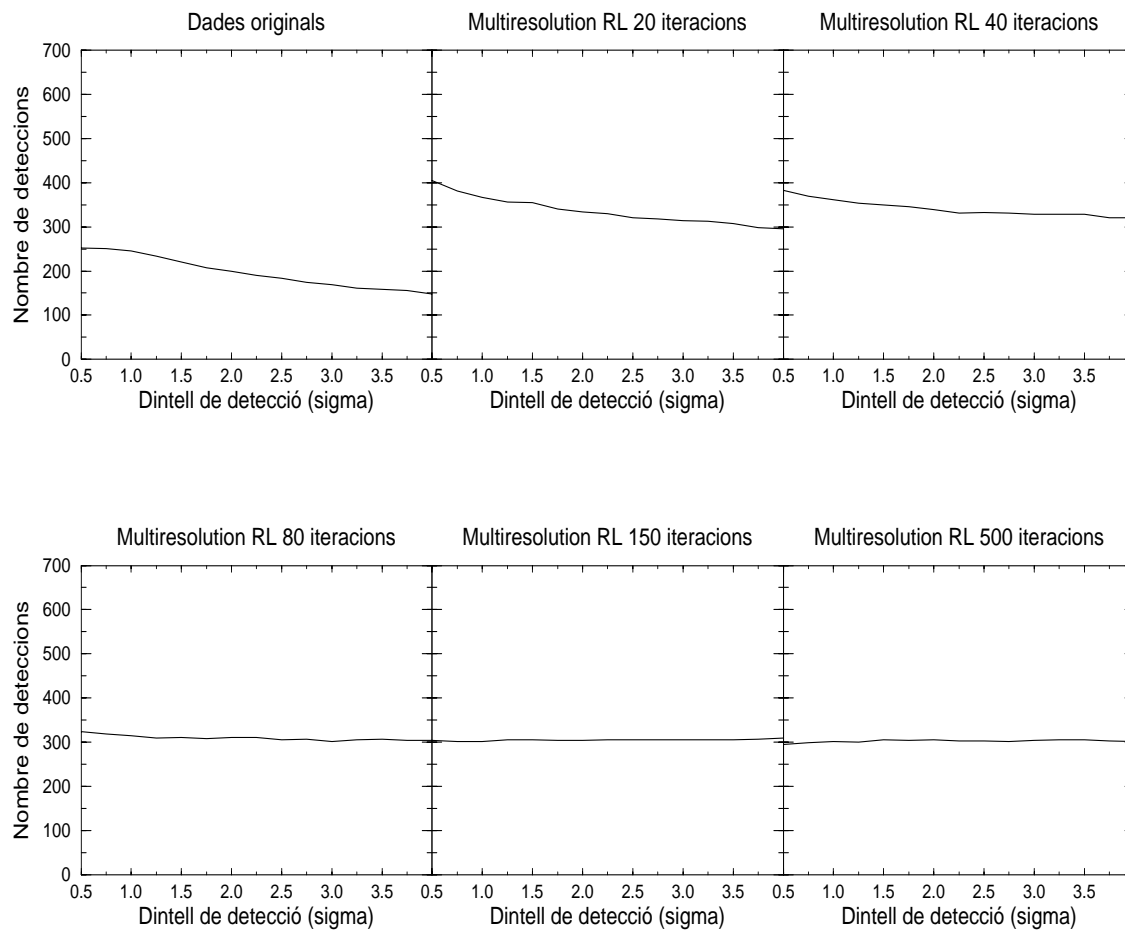 Dades originals
Multiresolution RL 20 iteracions
Multiresolution RL 40 iteracions
Nombre de deteccions
700
600
500
400
300
200
100
0
0.5 1.0 1.5 2.0 2.5 3.0 3.5
0.5 1.0 1.5 2.0 2.5 3.0 3.5
0.5 1.0 1.5 2.0 2.5 3.0 3.5
Dintell de detecció (sigma)
Dintell de detecció (sigma)
Dintell de detecció (sigma)
Multiresolution RL 80 iteracions
Multiresolution RL 150 iteracions
Multiresolution RL 500 iteracions
Nombre de deteccions
700
600
500
400
300
200
100
0
0.5 1.0 1.5 2.0 2.5 3.0 3.5
0.5 1.0 1.5 2.0 2.5 3.0 3.5
0.5 1.0 1.5 2.0 2.5 3.0 3.5
Dintell de detecció (sigma)
Dintell de detecció (sigma)
Dintell de detecció (sigma)